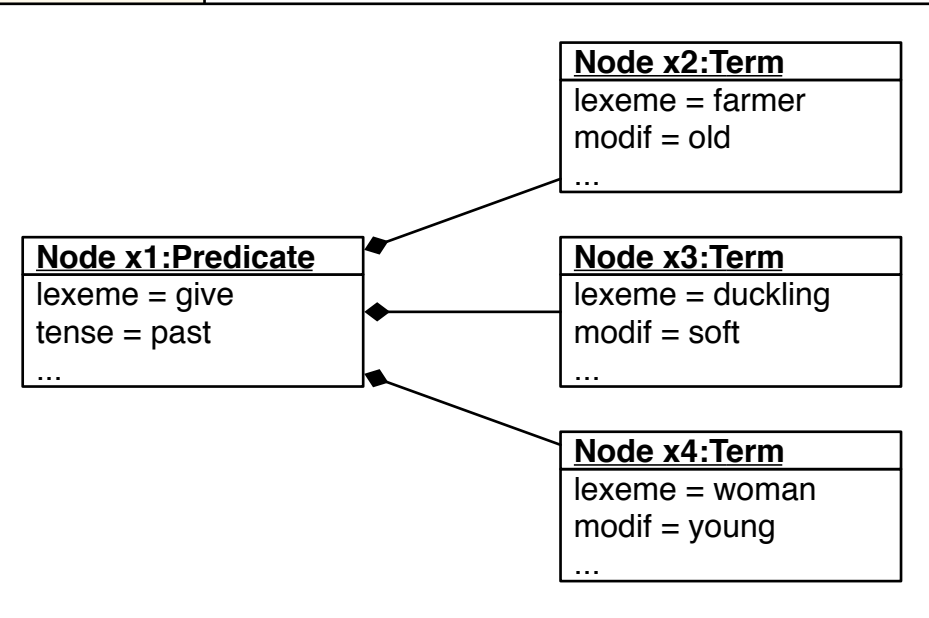 Node x2:Term
lexeme = farmer
modif = old
...
Node x1:Predicate
lexeme = give
tense = past
...
Node x3:Term
lexeme = duckling
modif = soft
...
Node x4:Term
lexeme = woman
modif = young
...